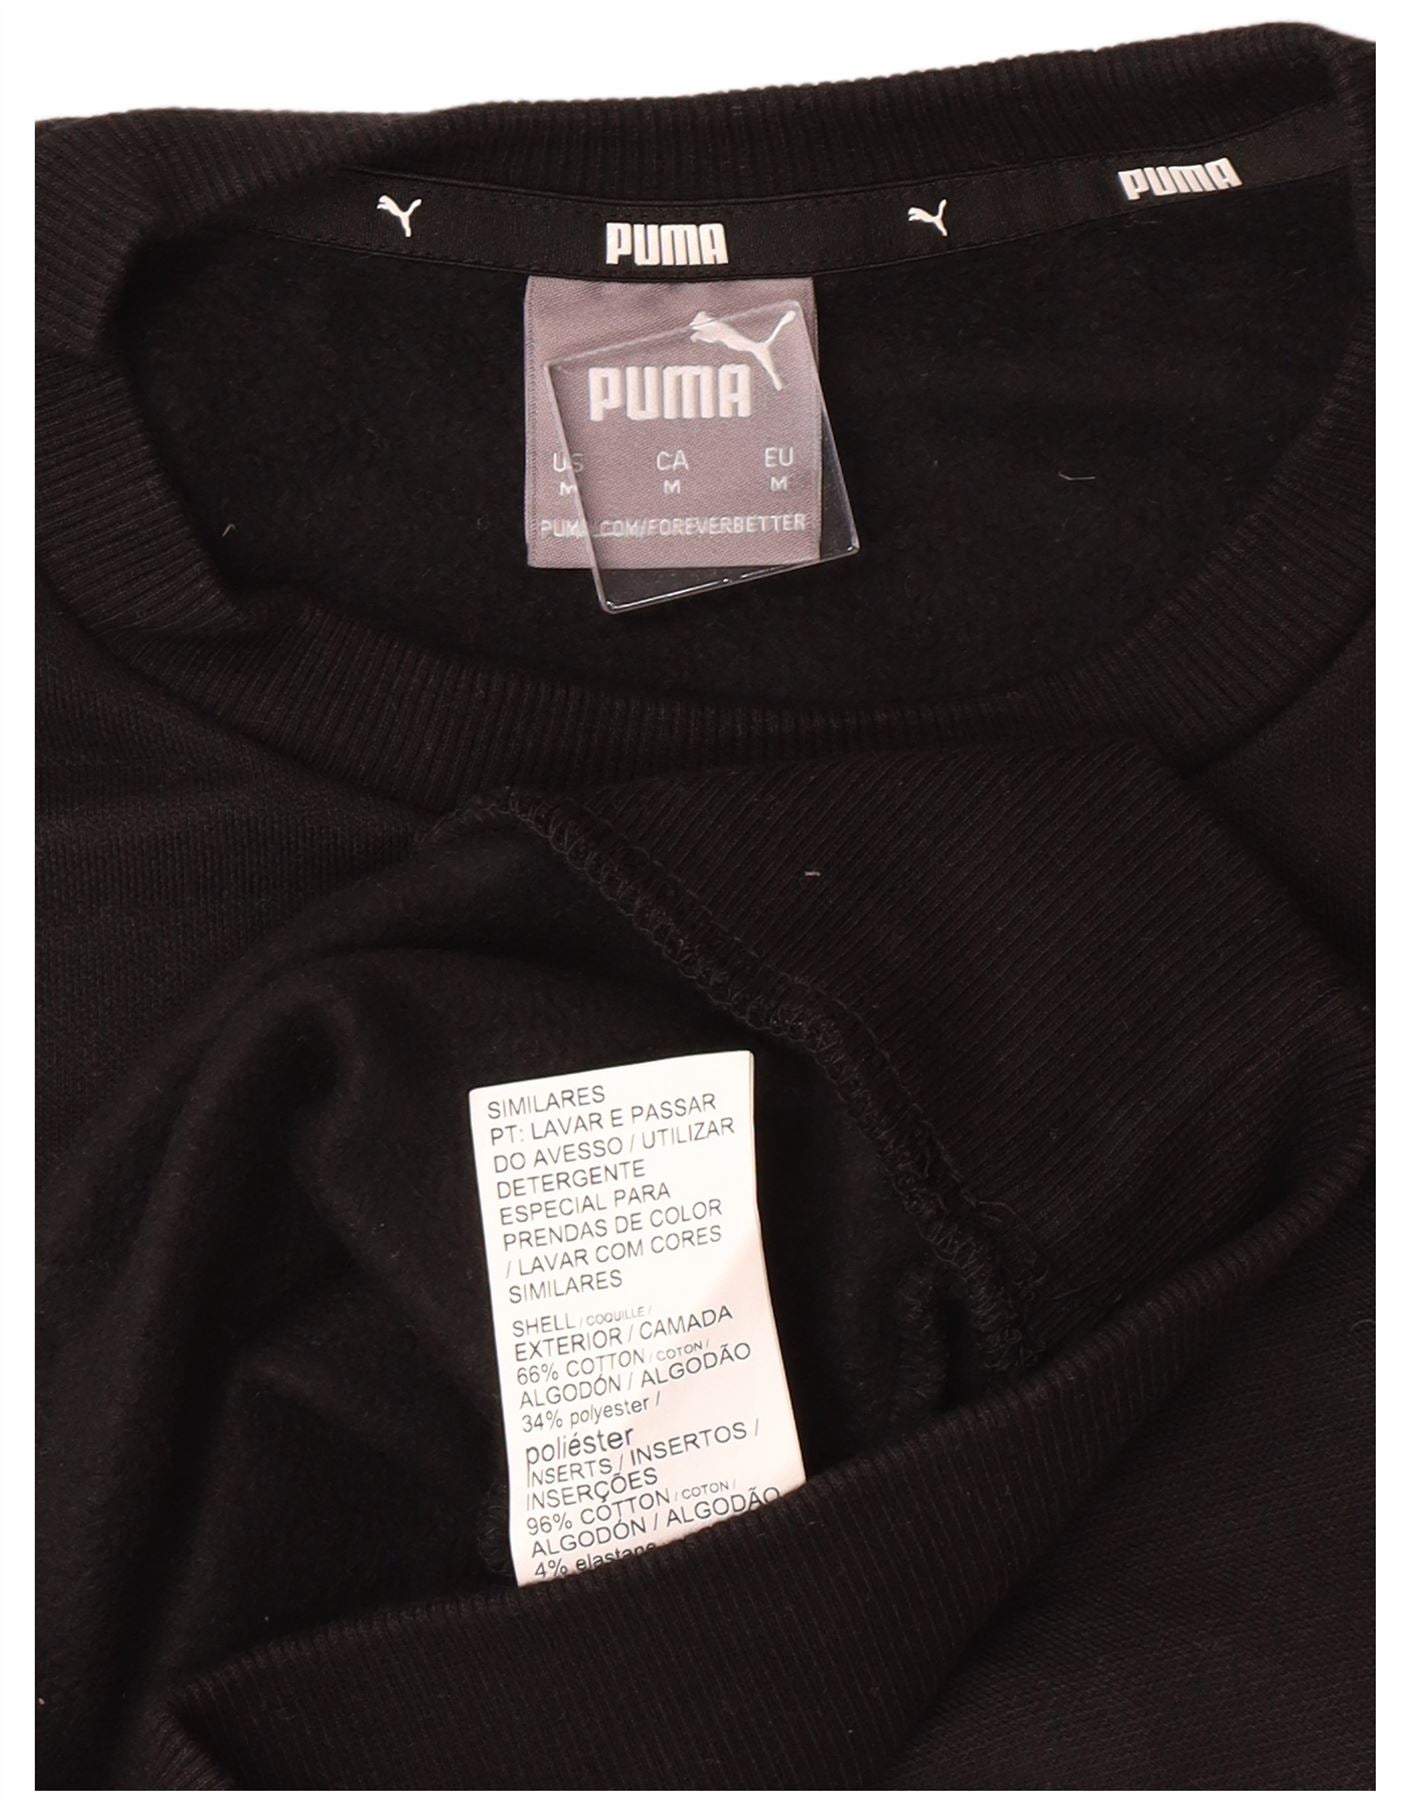 PUMA
PUMA
PUMA
US CA EU
M M M
PUMA.COM/FOREVERBETTER
SIMILARES
PT: LAVAR E PASSAR
DO AVESSO / UTILIZAR
DETERGENTE
ESPECIAL PARA
PRENDAS DE COLOR
/ LAVAR COM CORES
SIMILARES
SHELL / COQUILLE /
EXTERIOR / CAMADA
66% COTTON / COTON /
ALGODÓN / ALGODÃO
34% polyester /
poliéster
INSERTS / INSERTOS /
INSERÇÕES
96% COTTON / COTON /
ALGODÓN / ALGODÃO
4% elastane